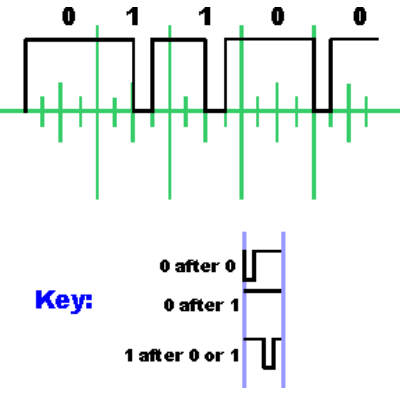 0 1 1 0 0
0 after 0
Key:
0 after 1
1 after 0 or 1